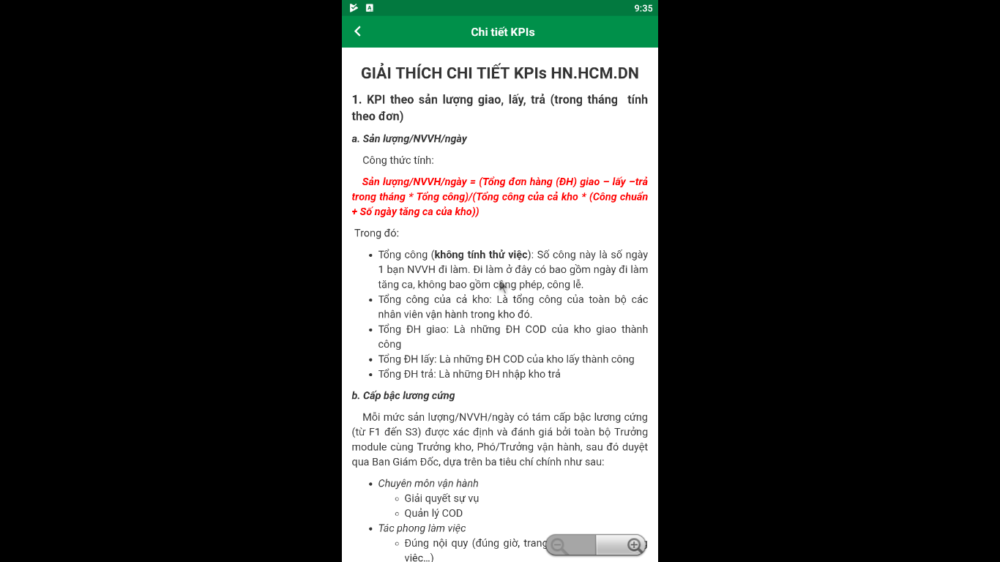 9:35
Chi tiết KPIs
GIẢI THÍCH CHI TIẾT KPIs HN.HCM.DN
1. KPI theo sản lượng giao, lấy, trả (trong tháng tính
theo đơn)
a. Sản lượng/NVVH/ngày
Công thức tính:
Sản lượng/NVVH/ngày = (Tổng đơn hàng (ĐH) giao – lấy –trả
trong tháng * Tổng công)/(Tổng công của cả kho * (Công chuẩn
+ Số ngày tăng ca của kho))
Trong đó:
• Tổng công (không tính thử việc): Số công này là số ngày
1 bạn NVVH đi làm. Đi làm ở đây có bao gồm ngày đi làm
tăng ca, không bao gồm công phép, công lễ.
• Tổng công của cả kho: Là tổng công của toàn bộ các
nhân viên vận hành trong kho đó.
• Tổng ĐH giao: Là những ĐH COD của kho giao thành
công
• Tổng ĐH lấy: Là những ĐH COD của kho lấy thành công
• Tổng ĐH trả: Là những ĐH nhập kho trả
b. Cấp bậc lương cứng
Mỗi mức sản lượng/NVVH/ngày có tám cấp bậc lương cứng
(từ F1 đến S3) được xác định và đánh giá bởi toàn bộ Trưởng
module cùng Trưởng kho, Phó/Trưởng vận hành, sau đó duyệt
qua Ban Giám Đốc, dựa trên ba tiêu chí chính như sau:
• Chuyên môn vận hành
◦ Giải quyết sự vụ
◦ Quản lý COD
• Tác phong làm việc
◦ Đúng nội quy (đúng giờ, trang
việc…)